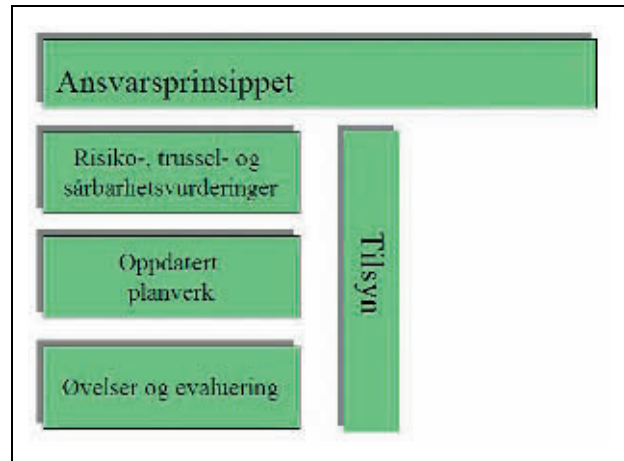 Ansvarsprinsippet
Risiko-, trussel- og
sårbarhetsvurderinger
Oppdatert
planverk
Øvelser og evaluering
Tilsyn